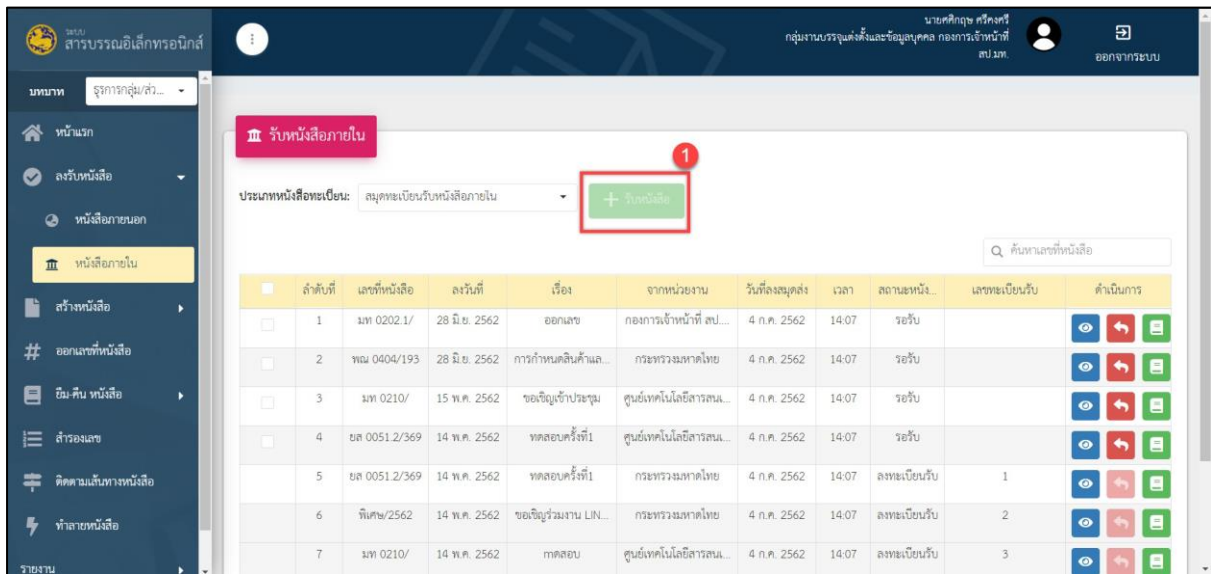 ระบบ
สารบรรณอิเล็กทรอนิกส์
นายศศิกฤษ ศรีคงศรี
กลุ่มงานบรรจุแต่งตั้งและข้อมูลบุคคล กองการเจ้าหน้าที่
สป.มท.
ออกจากระบบ
บทบาท ธุรการกลุ่ม/ส่ว...
หน้าแรก
ลงรับหนังสือ
หนังสือภายนอก
หนังสือภายใน
สร้างหนังสือ
# ออกเลขที่หนังสือ
ยืม-คืน หนังสือ
สำรองเลข
ติดตามเส้นทางหนังสือ
ทำลายหนังสือ
รายงาน
รับหนังสือภายใน
1
ประเภทหนังสือทะเบียน: สมุดทะเบียนรับหนังสือภายใน + รับหนังสือ
ค้นหาเลขที่หนังสือ
ลำดับที่ เลขที่หนังสือ ลงวันที่ เรื่อง จากหน่วยงาน วันที่ลงสมุดส่ง เวลา สถานะหนัง... เลขทะเบียนรับ ดำเนินการ
1 มท 0202.1/ 28 มิ.ย. 2562 ออกเลข กองการเจ้าหน้าที่ สป.... 4 ก.ค. 2562 14:07 รอรับ
2 พณ 0404/193 28 มิ.ย. 2562 การกำหนดสินค้าแล... กระทรวงมหาดไทย 4 ก.ค. 2562 14:07 รอรับ
3 มท 0210/ 15 พ.ค. 2562 ขอเชิญเข้าประชุม ศูนย์เทคโนโลยีสารสนเ... 4 ก.ค. 2562 14:07 รอรับ
4 ยส 0051.2/369 14 พ.ค. 2562 ทดสอบครั้งที่1 ศูนย์เทคโนโลยีสารสนเ... 4 ก.ค. 2562 14:07 รอรับ
5 ยส 0051.2/369 14 พ.ค. 2562 ทดสอบครั้งที่1 กระทรวงมหาดไทย 4 ก.ค. 2562 14:07 ลงทะเบียนรับ 1
6 พิเศษ/2562 14 พ.ค. 2562 ขอเชิญร่วมงาน LIN... กระทรวงมหาดไทย 4 ก.ค. 2562 14:07 ลงทะเบียนรับ 2
7 มท 0210/ 14 พ.ค. 2562 ทดสอบ ศูนย์เทคโนโลยีสารสนเ... 4 ก.ค. 2562 14:07 ลงทะเบียนรับ 3